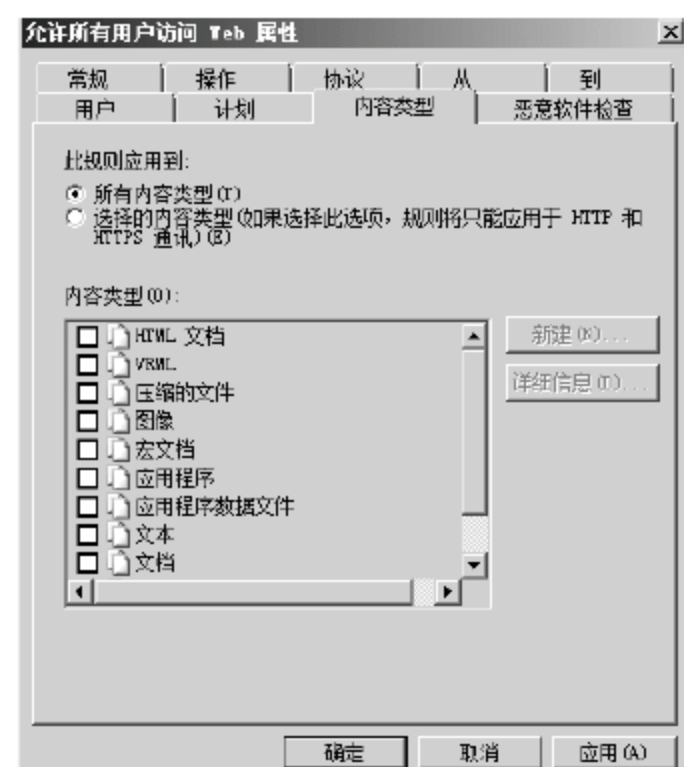 允许所有用户访问 Web 属性
常规 操作 协议 从 到
用户 计划 内容类型 恶意软件检查
此规则应用到:
所有内容类型(T)
选择的内容类型(如果选择此选项，规则将只能应用于 HTTP 和
HTTPS 通讯)(E)
内容类型(O):
HTML 文档
VRML
压缩的文件
图像
宏文档
应用程序
应用程序数据文件
文本
文档
新建(N)...
详细信息(T)...
确定 取消 应用(A)